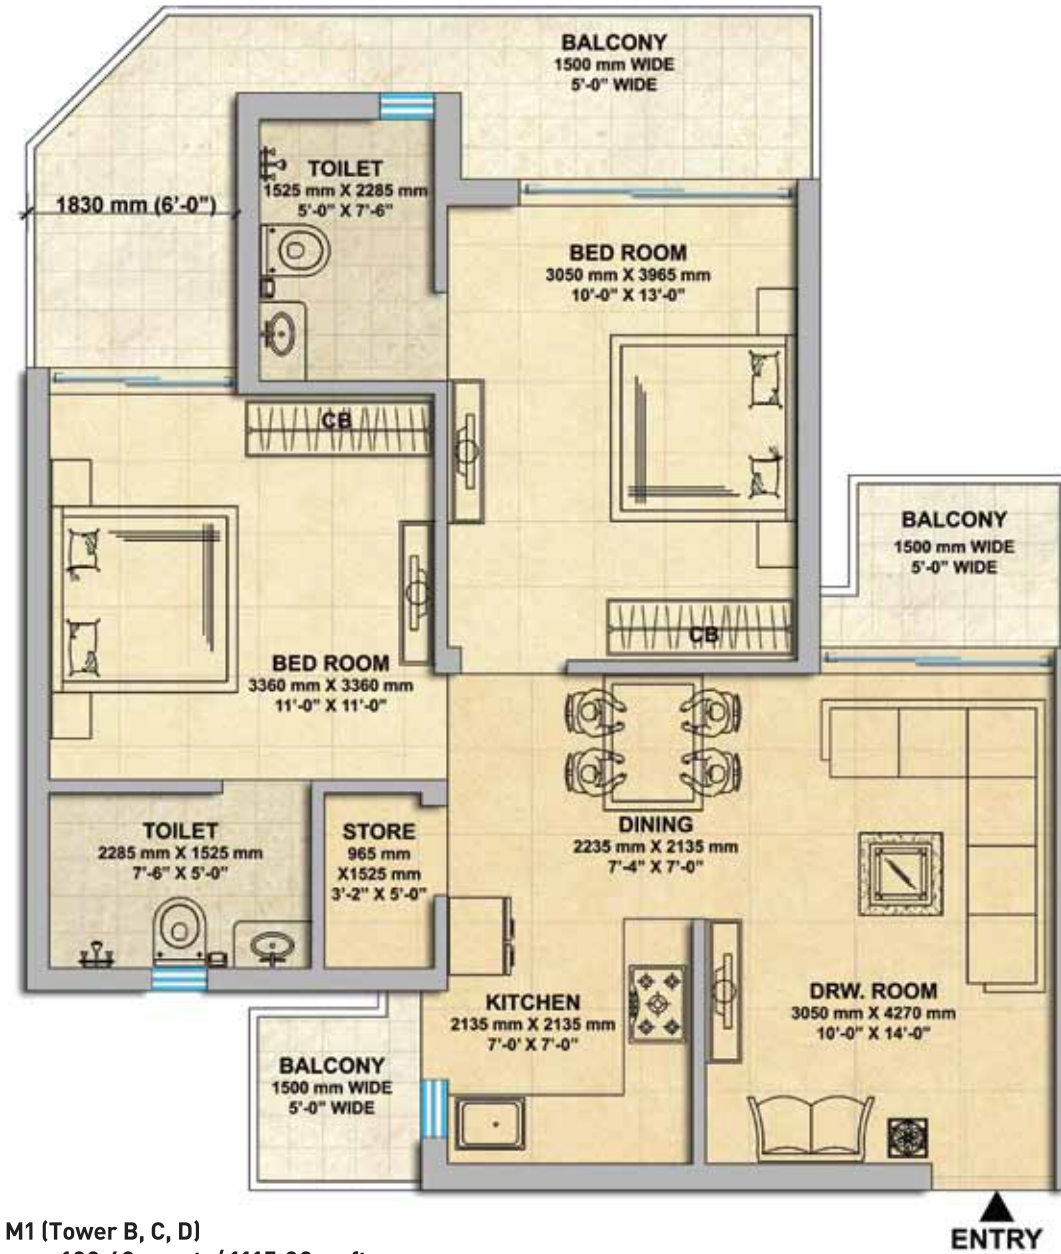 BALCONY
1500 mm WIDE
5'-0" WIDE
TOILET
1525 mm X 2285 mm
5'-0" X 7'-6"
1830 mm (6'-0")
BED ROOM
3050 mm X 3965 mm
10'-0" X 13'-0"
CB
BALCONY
1500 mm WIDE
5'-0" WIDE
CB
BED ROOM
3360 mm X 3360 mm
11'-0" X 11'-0"
TOILET
2285 mm X 1525 mm
7'-6" X 5'-0"
STORE
965 mm
X1525 mm
3'-2" X 5'-0"
DINING
2235 mm X 2135 mm
7'-4" X 7'-0"
KITCHEN
2135 mm X 2135 mm
7'-0' X 7'-0"
DRW. ROOM
3050 mm X 4270 mm
10'-0" X 14'-0"
BALCONY
1500 mm WIDE
5'-0" WIDE
ENTRY
M1 (Tower B, C, D)